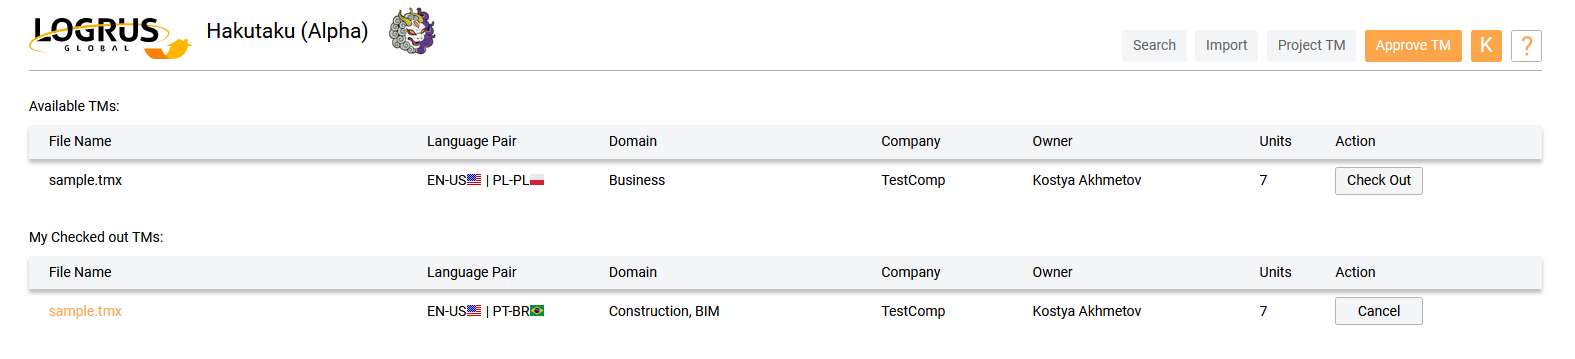 LOGRUS
GLOBAL
Hakutaku (Alpha)
Search Import Project TM Approve TM K ?
Available TMs:
File Name Language Pair Domain Company Owner Units Action
sample.tmx EN-US | PL-PL Business TestComp Kostya Akhmetov 7 Check Out
My Checked out TMs:
File Name Language Pair Domain Company Owner Units Action
sample.tmx EN-US | PT-BR Construction, BIM TestComp Kostya Akhmetov 7 Cancel